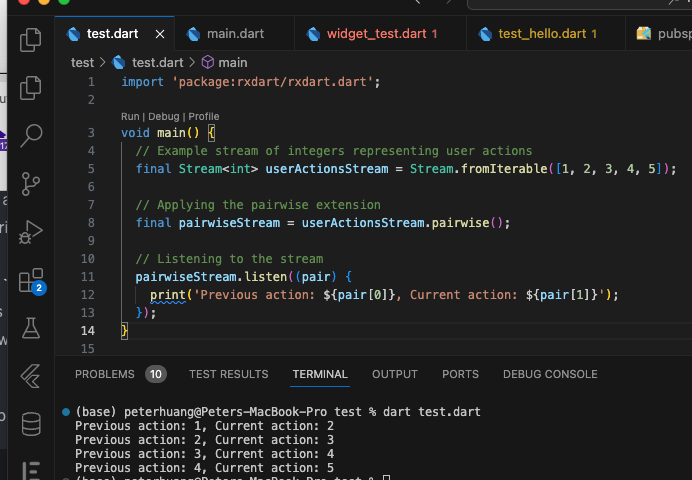 test.dart
main.dart
widget_test.dart 1
test_hello.dart 1
pubsp
test > test.dart > main
1 import 'package:rxdart/rxdart.dart';
2
Run | Debug | Profile
3 void main() {
4 // Example stream of integers representing user actions
5 final Stream<int> userActionsStream = Stream.fromIterable([1, 2, 3, 4, 5]);
6
7 // Applying the pairwise extension
8 final pairwiseStream = userActionsStream.pairwise();
9
10 // Listening to the stream
11 pairwiseStream.listen((pair) {
12 print('Previous action: ${pair[0]}, Current action: ${pair[1]}');
13 });
14 }
15
2
PROBLEMS 10 TEST RESULTS TERMINAL OUTPUT PORTS DEBUG CONSOLE
(base) peterhuang@Peters-MacBook-Pro test % dart test.dart
Previous action: 1, Current action: 2
Previous action: 2, Current action: 3
Previous action: 3, Current action: 4
Previous action: 4, Current action: 5
(base) peterhuang@Peters-MacBook-Pro test %